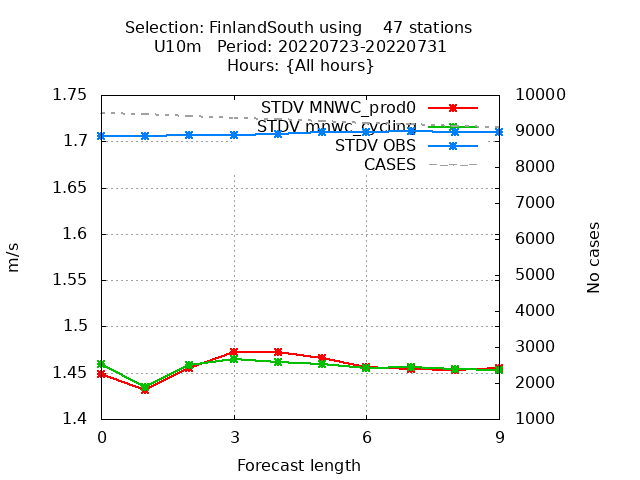 Selection: FinlandSouth using 47 stations
U10m Period: 20220723-20220731
Hours: {All hours}
1.75
1.7
1.65
1.6
1.55
1.5
1.45
1.4
10000
9000
8000
7000
6000
5000
4000
3000
2000
1000
STDV MNWC_prod0
STDV
STDV OBS
CASES
m/s
No cases
0 3 6 9
Forecast length